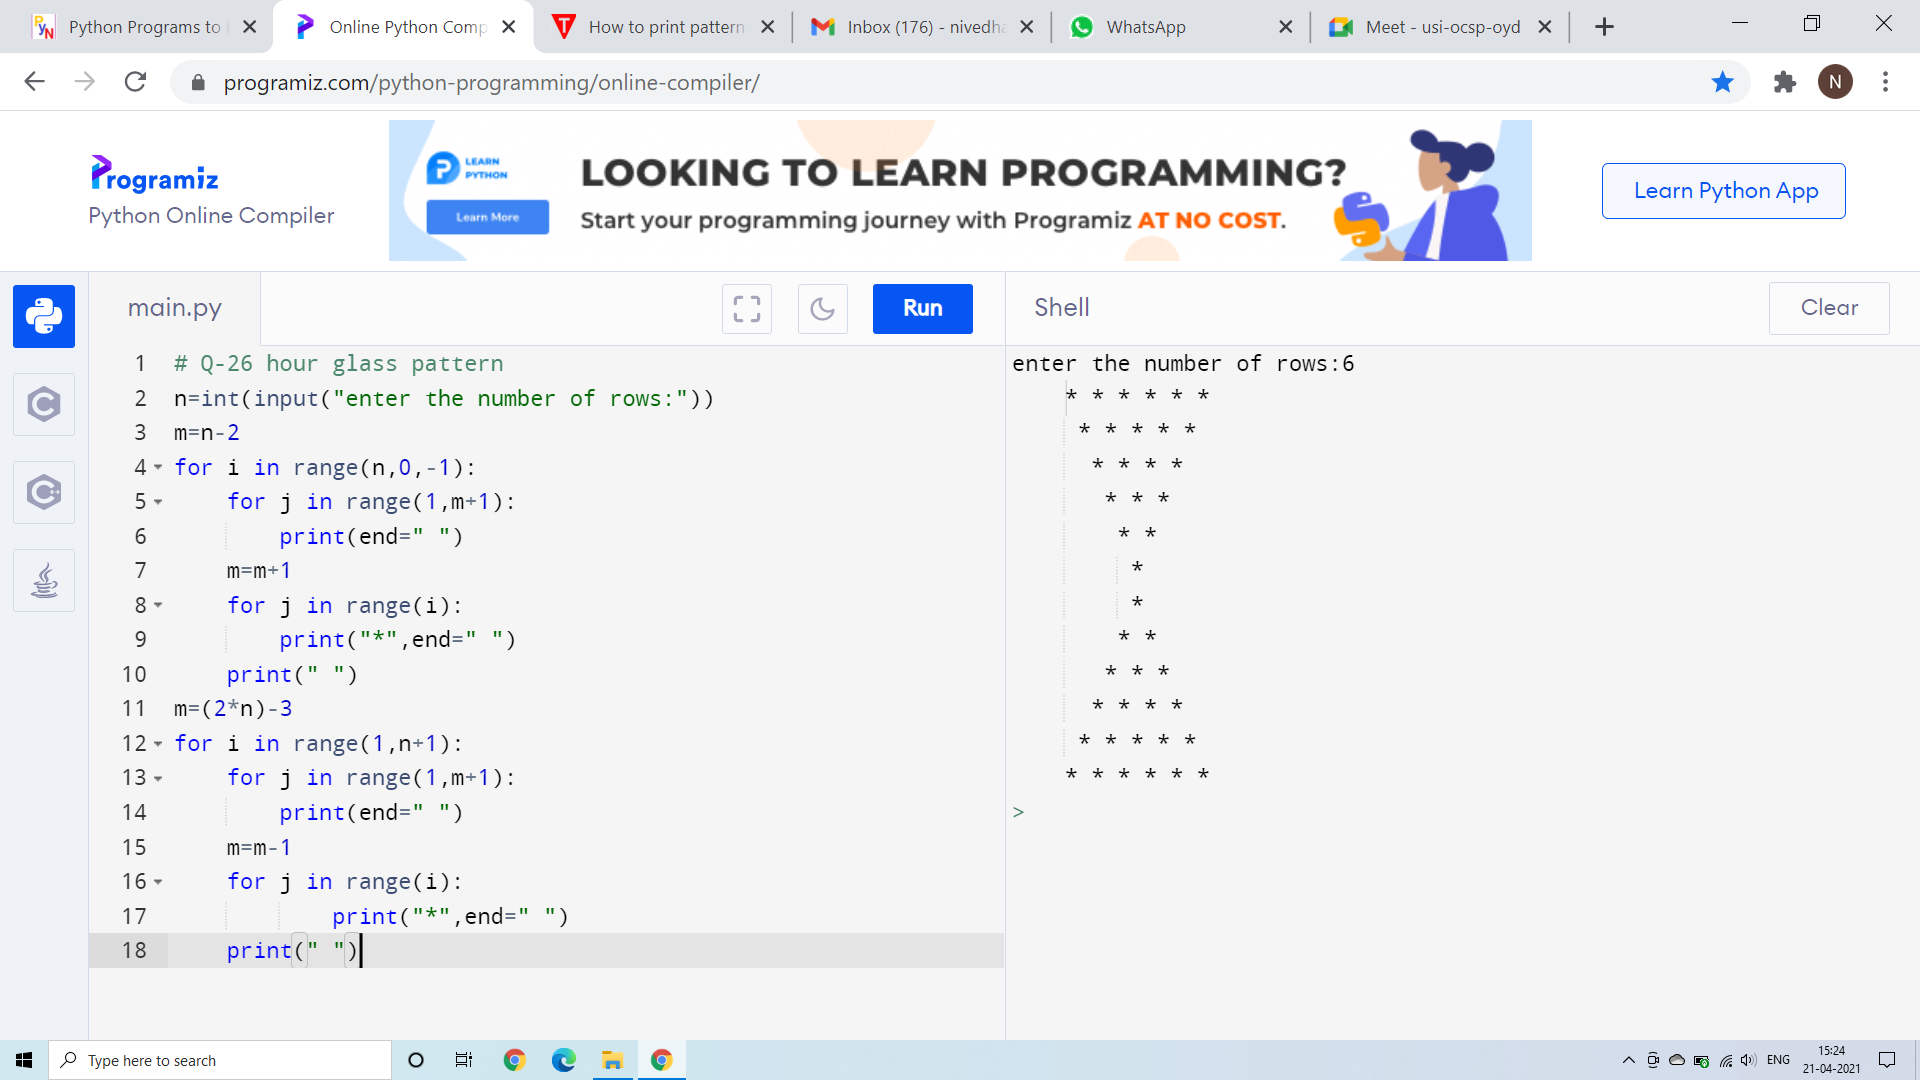 Python Programs to
Online Python Comp
How to print pattern
Inbox (176) - nivedha
WhatsApp
Meet - usi-ocsp-oyd
programiz.com/python-programming/online-compiler/
N
Programiz
Python Online Compiler
LEARN PYTHON
Learn More
LOOKING TO LEARN PROGRAMMING?
Start your programming journey with Programiz AT NO COST.
Learn Python App
main.py
Run
Shell
Clear
1 # Q-26 hour glass pattern
2 n=int(input("enter the number of rows:"))
3 m=n-2
4 for i in range(n,0,-1):
5     for j in range(1,m+1):
6         print(end=" ")
7     m=m+1
8     for j in range(i):
9         print("*",end=" ")
10     print(" ")
11 m=(2*n)-3
12 for i in range(1,n+1):
13     for j in range(1,m+1):
14         print(end=" ")
15     m=m-1
16     for j in range(i):
17             print("*",end=" ")
18     print(" ")
enter the number of rows:6
    * * * * * *
     * * * * *
      * * * *
       * * *
        * *
         *
         *
        * *
       * * *
      * * * *
     * * * * *
    * * * * * *
>
Type here to search
ENG
15:24
21-04-2021